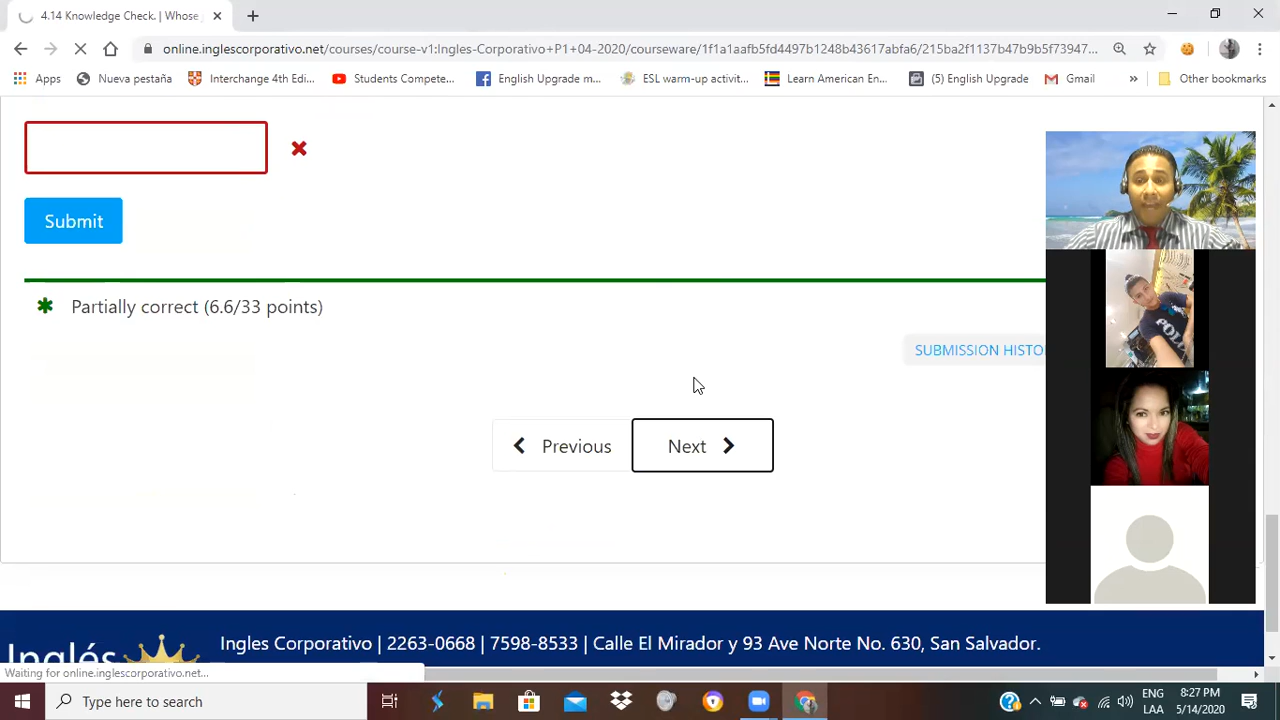 4.14 Knowledge Check. | Whose
online.inglescorporativo.net/courses/course-v1:Ingles-Corporativo+P1+04-2020/courseware/1f1a1aafb5fd4497b1248b43617abfa6/215ba2f1137b47b9b5f73947...
Apps Nueva pestaña Interchange 4th Edi... Students Compete... English Upgrade m... ESL warm-up activit... Learn American En... (5) English Upgrade Gmail » Other bookmarks
Submit
Partially correct (6.6/33 points)
SUBMISSION HISTO
Previous Next
POLO
Inglés
Ingles Corporativo | 2263-0668 | 7598-8533 | Calle El Mirador y 93 Ave Norte No. 630, San Salvador.
Waiting for online.inglescorporativo.net...
Type here to search
ENG
LAA
8:27 PM
5/14/2020